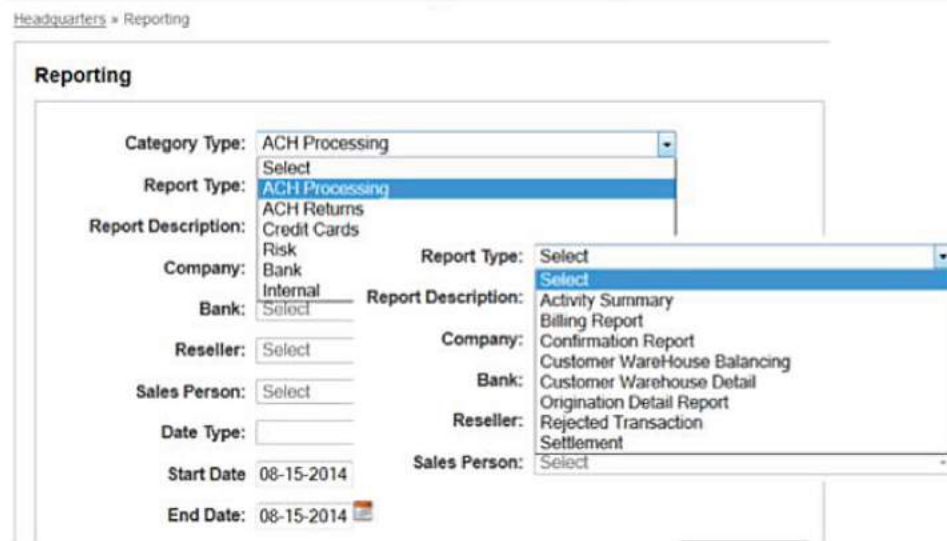 Headquarters » Reporting
Reporting
Category Type: ACH Processing
Select
Report Type: ACH Processing
ACH Returns
Report Description: Credit Cards
Risk
Company: Bank
Internal
Bank: Select
Reseller: Select
Sales Person: Select
Date Type:
Start Date 08-15-2014
End Date: 08-15-2014
Report Type: Select
Select
Report Description: Activity Summary
Billing Report
Company: Confirmation Report
Customer WareHouse Balancing
Bank: Customer Warehouse Detail
Origination Detail Report
Reseller: Rejected Transaction
Settlement
Sales Person: Select